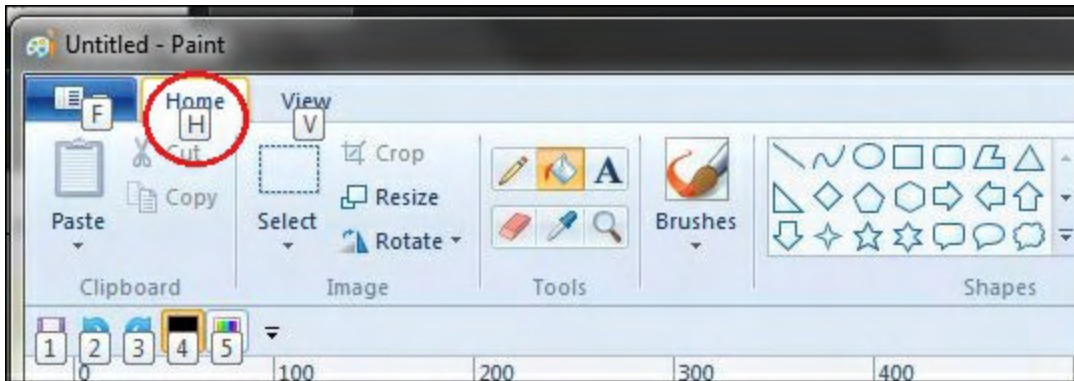 Untitled - Paint
F Home View
H V
Cut Crop
Copy Resize A
Paste Select Rotate Brushes
Clipboard Image Tools Shapes
1 2 3 4 5
0 100 200 300 400